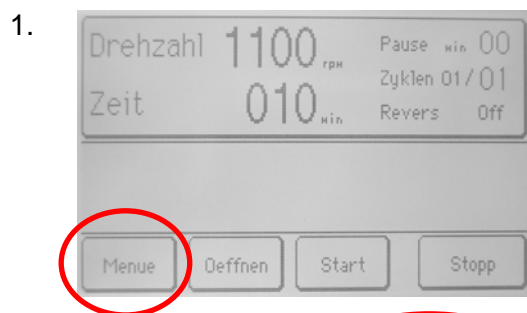 1.
Drehzahl 1100 rpm Pause min 00
Zyklen 01/01
Zeit 010 min Revers Off
Menue Oeffnen Start Stopp